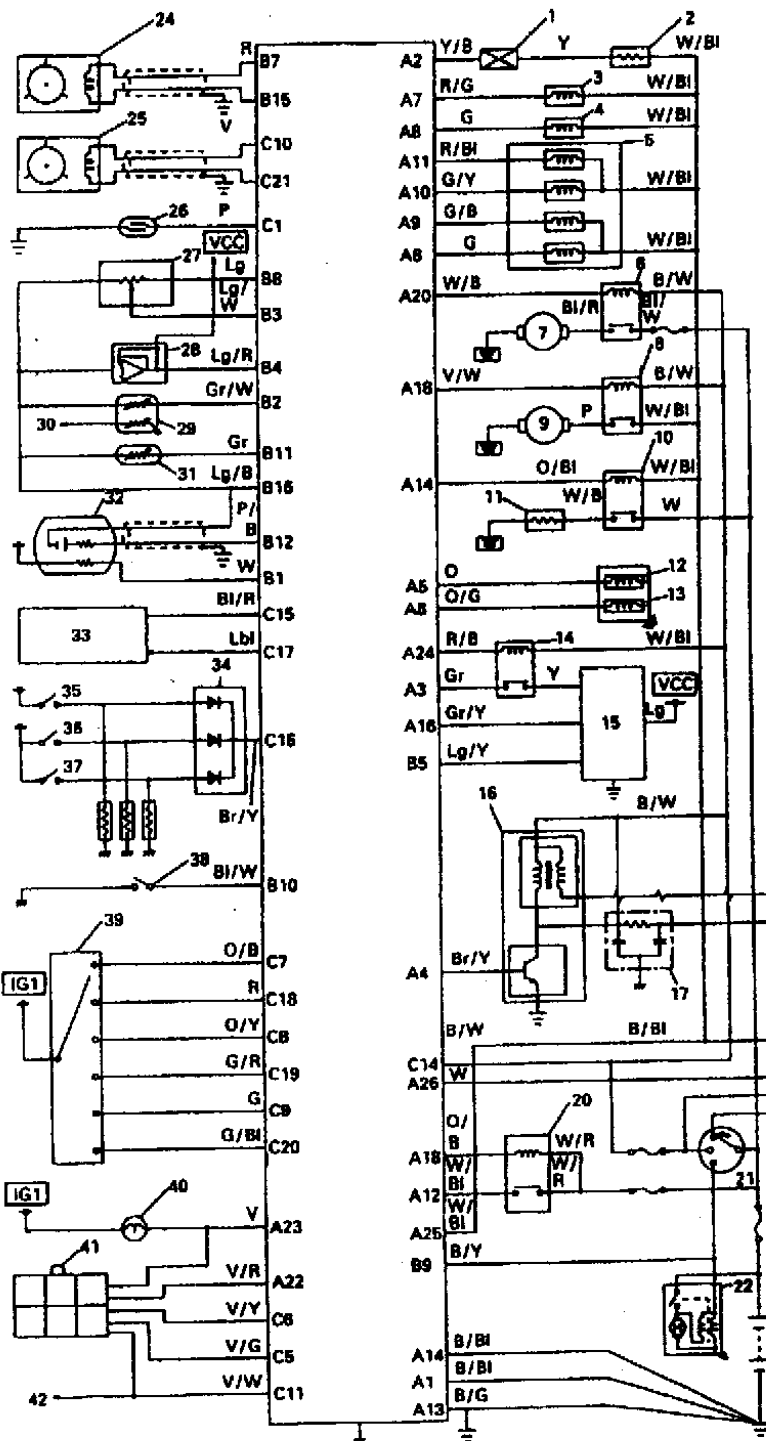 24
R
B7
B15
V
25
C10
C21
26
P
C1
VCC
27
Lg
B8
Lg/
W
B3
28
Lg/R
B4
Gr/W
B2
30
29
Gr
B11
31
Lg/B
B16
32
P/
B
B12
W
B1
Bl/R
C15
33
Lbl
C17
34
35
36
C16
37
Br/Y
38
Bl/W
B10
39
O/B
C7
IG1
R
C18
O/Y
C8
G/R
C19
G
C9
G/Bl
C20
IG1
40
V
A23
41
V/R
A22
V/Y
C6
V/G
C5
V/W
42
C11
1
2
A2
Y/B
Y
W/Bl
3
A7
R/G
W/Bl
4
A8
G
W/Bl
5
A11
R/Bl
A10
G/Y
W/Bl
A9
G/B
A6
G
W/Bl
6
A20
W/B
B/W
Bl/R
Bl/
W
7
8
A18
V/W
B/W
9
P
W/Bl
10
A14
O/Bl
W/Bl
11
W/B
W
12
A5
O
13
A8
O/G
14
A24
R/B
W/Bl
A3
Gr
Y
VCC
A16
Gr/Y
15
Lg
B5
Lg/Y
16
B/W
A4
Br/Y
17
B/W
B/Bl
C14
A26
W
20
O/
B
A18
W/R
W/
Bl
W/
R
A12
21
W/
Bl
A25
B9
B/Y
22
A14
B/Bl
A1
B/Bl
A13
B/G